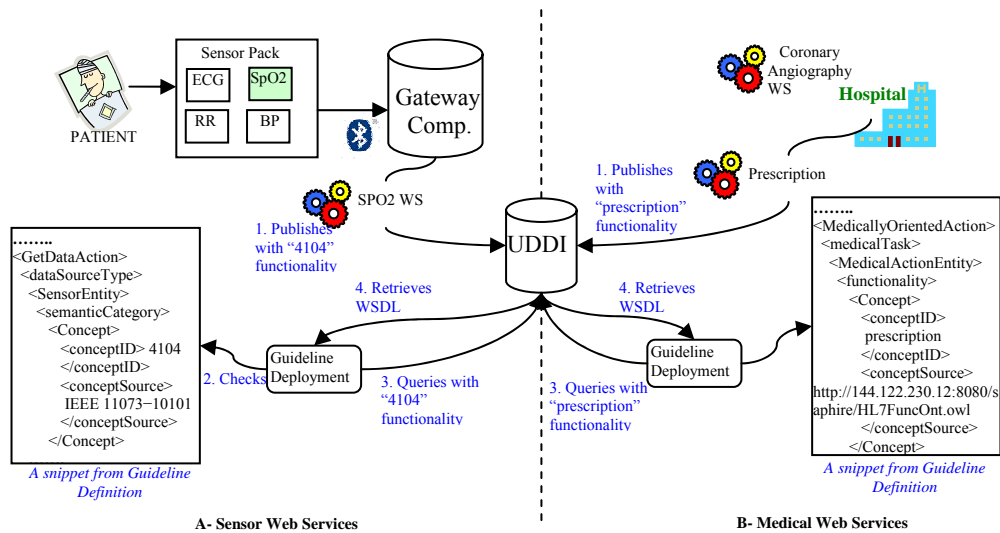 Sensor Pack
ECG
SpO2
RR
BP
PATIENT
Gateway
Comp.
SPO2 WS
1. Publishes
with “4104”
functionality
UDDI
Coronary
Angiography
WS
Hospital
H
Prescription
1. Publishes
with
“prescription”
functionality
4. Retrieves
WSDL
4. Retrieves
WSDL
Guideline
Deployment
2. Checks
3. Queries with
“4104”
functionality
Guideline
Deployment
3. Queries with
“prescription”
functionality
……..
<GetDataAction>
<dataSourceType>
<SensorEntity>
<semanticCategory>
<Concept>
<conceptID> 4104
</conceptID>
<conceptSource>
IEEE 11073−10101
</conceptSource>
</Concept>
........
A snippet from Guideline
Definition
……..
<MedicallyOrientedAction>
<medicalTask>
<MedicalActionEntity>
<functionality>
<Concept>
<conceptID>
prescription
</conceptID>
<conceptSource>
http://144.122.230.12:8080/s
aphire/HL7FuncOnt.owl
</conceptSource>
</Concept>
A snippet from Guideline
Definition
A- Sensor Web Services
B- Medical Web Services